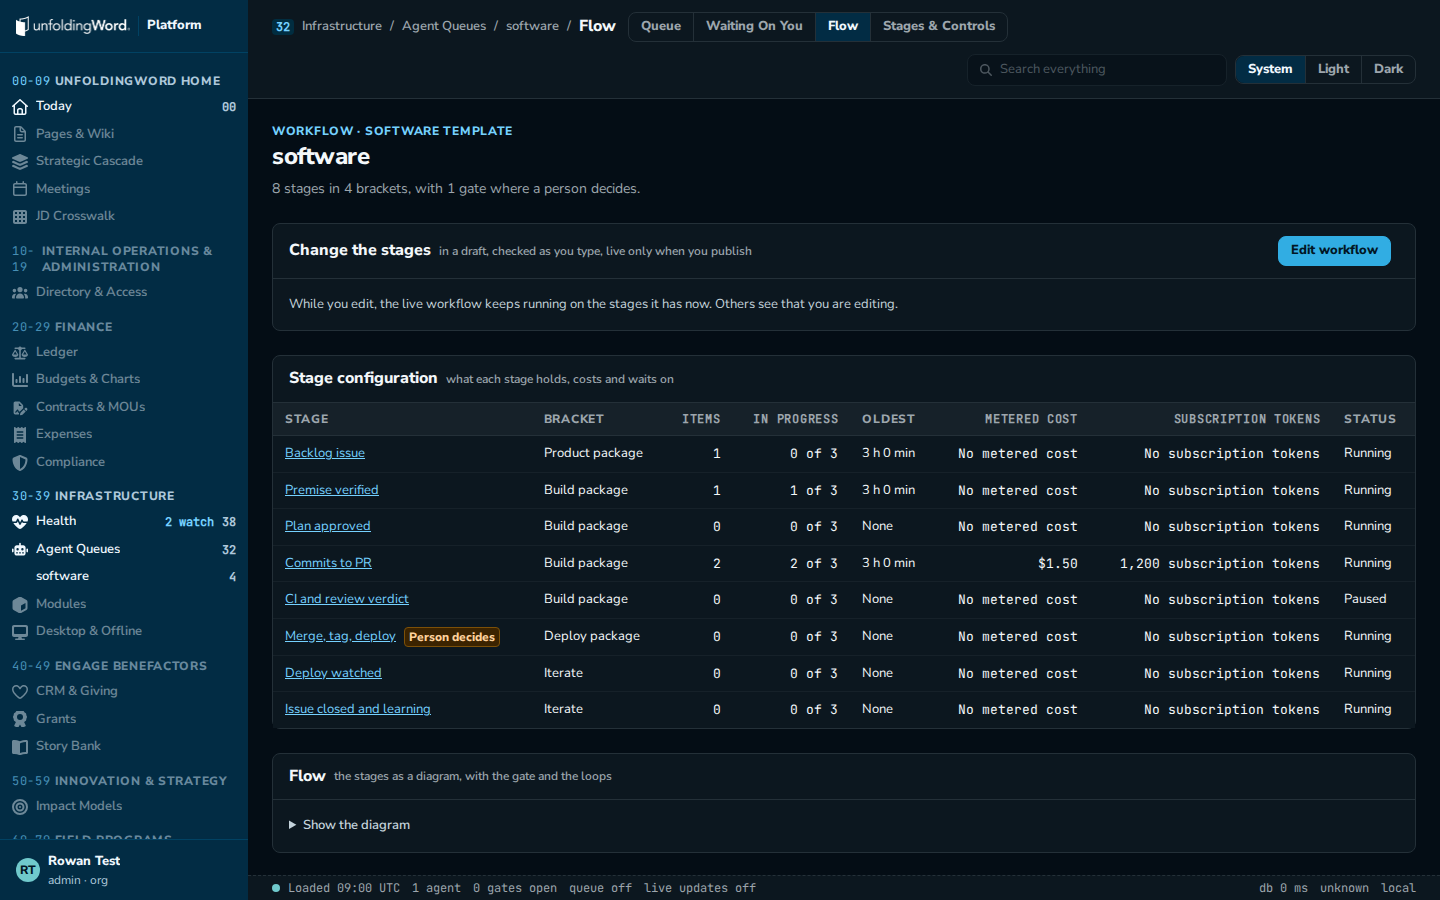 unfoldingWord® Platform
00-09 UNFOLDINGWORD HOME
Today 00
Pages & Wiki
Strategic Cascade
Meetings
JD Crosswalk
10-19 INTERNAL OPERATIONS & ADMINISTRATION
Directory & Access
20-29 FINANCE
Ledger
Budgets & Charts
Contracts & MOUs
Expenses
Compliance
30-39 INFRASTRUCTURE
Health 2 watch 38
Agent Queues 32
software 4
Modules
Desktop & Offline
40-49 ENGAGE BENEFACTORS
CRM & Giving
Grants
Story Bank
50-59 INNOVATION & STRATEGY
Impact Models
RT Rowan Test
admin · org
32 Infrastructure / Agent Queues / software / Flow Queue Waiting On You Flow Stages & Controls
Search everything System Light Dark
WORKFLOW · SOFTWARE TEMPLATE
software
8 stages in 4 brackets, with 1 gate where a person decides.
Change the stages in a draft, checked as you type, live only when you publish Edit workflow
While you edit, the live workflow keeps running on the stages it has now. Others see that you are editing.
Stage configuration what each stage holds, costs and waits on
STAGE BRACKET ITEMS IN PROGRESS OLDEST METERED COST SUBSCRIPTION TOKENS STATUS
Backlog issue Product package 1 0 of 3 3 h 0 min No metered cost No subscription tokens Running
Premise verified Build package 1 1 of 3 3 h 0 min No metered cost No subscription tokens Running
Plan approved Build package 0 0 of 3 None No metered cost No subscription tokens Running
Commits to PR Build package 2 2 of 3 3 h 0 min $1.50 1,200 subscription tokens Running
CI and review verdict Build package 0 0 of 3 None No metered cost No subscription tokens Paused
Merge, tag, deploy Person decides Deploy package 0 0 of 3 None No metered cost No subscription tokens Running
Deploy watched Iterate 0 0 of 3 None No metered cost No subscription tokens Running
Issue closed and learning Iterate 0 0 of 3 None No metered cost No subscription tokens Running
Flow the stages as a diagram, with the gate and the loops
Show the diagram
Loaded 09:00 UTC 1 agent 0 gates open queue off live updates off db 0 ms unknown local